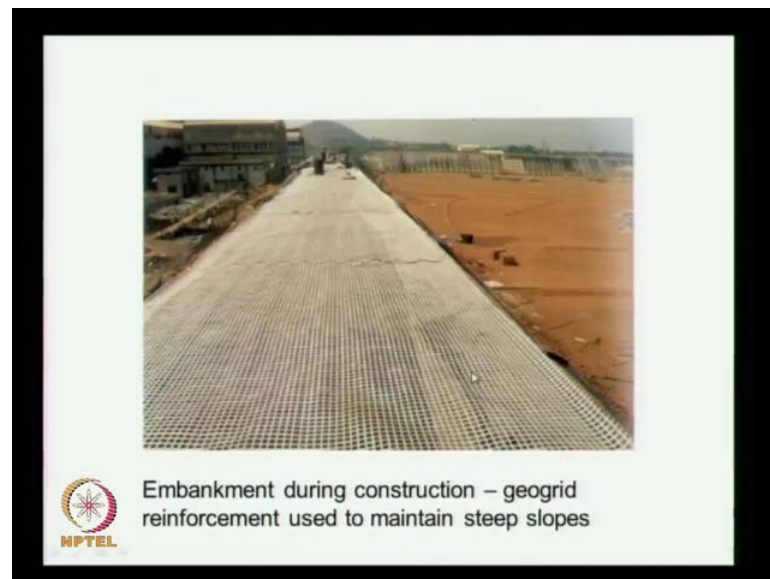 Embankment during construction – geogrid
reinforcement used to maintain steep slopes
NPTEL